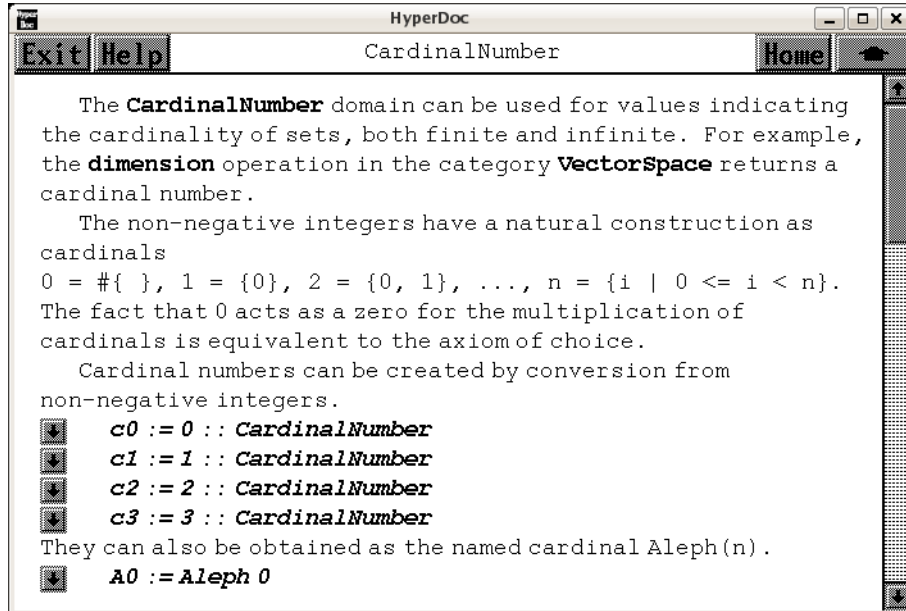 Hyper Doc
HyperDoc
Exit Help CardinalNumber Home
The CardinalNumber domain can be used for values indicating
the cardinality of sets, both finite and infinite. For example,
the dimension operation in the category VectorSpace returns a
cardinal number.
The non-negative integers have a natural construction as
cardinals
0 = #{ }, 1 = {0}, 2 = {0, 1}, ..., n = {i | 0 <= i < n}.
The fact that 0 acts as a zero for the multiplication of
cardinals is equivalent to the axiom of choice.
Cardinal numbers can be created by conversion from
non-negative integers.
c0 := 0 :: CardinalNumber
c1 := 1 :: CardinalNumber
c2 := 2 :: CardinalNumber
c3 := 3 :: CardinalNumber
They can also be obtained as the named cardinal Aleph(n).
A0 := Aleph 0